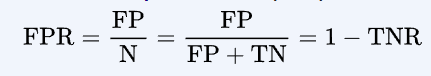 FPR = FP/N = FP/(FP + TN) = 1 − TNR